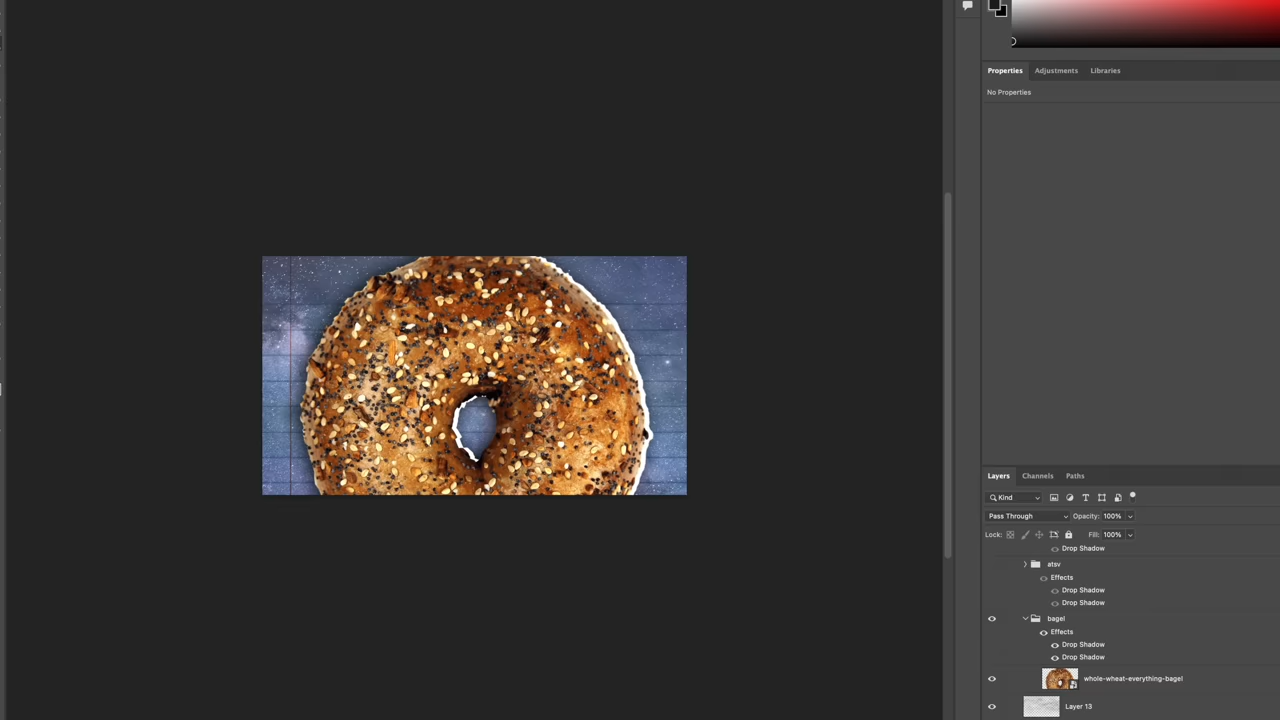 Properties
Adjustments
Libraries
No Properties
Layers
Channels
Paths
Kind
Pass Through
Opacity: 100%
Lock:
Fill: 100%
Drop Shadow
atsv
Effects
Drop Shadow
Drop Shadow
bagel
Effects
Drop Shadow
Drop Shadow
whole-wheat-everything-bagel
Layer 13